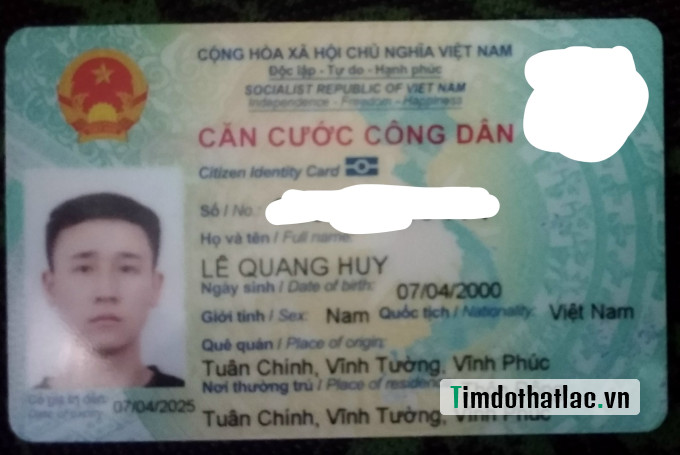 CỘNG HÒA XÃ HỘI CHỦ NGHĨA VIỆT NAM
Độc lập - Tự do - Hạnh phúc
SOCIALIST REPUBLIC OF VIET NAM
Independence - Freedom - Happiness
CĂN CƯỚC CÔNG DÂN
Citizen Identity Card
Số / No.:
Họ và tên / Full name:
LÊ QUANG HUY
Ngày sinh / Date of birth: 07/04/2000
Giới tính / Sex: Nam Quốc tịch / Nationality: Việt Nam
Quê quán / Place of origin:
Tuân Chính, Vĩnh Tường, Vĩnh Phúc
Nơi thường trú / Place of residence
Timdothatlac.vn
Có giá trị đến: 07/04/2025
Date of expiry
Tuân Chính, Vĩnh Tường, Vĩnh Phúc